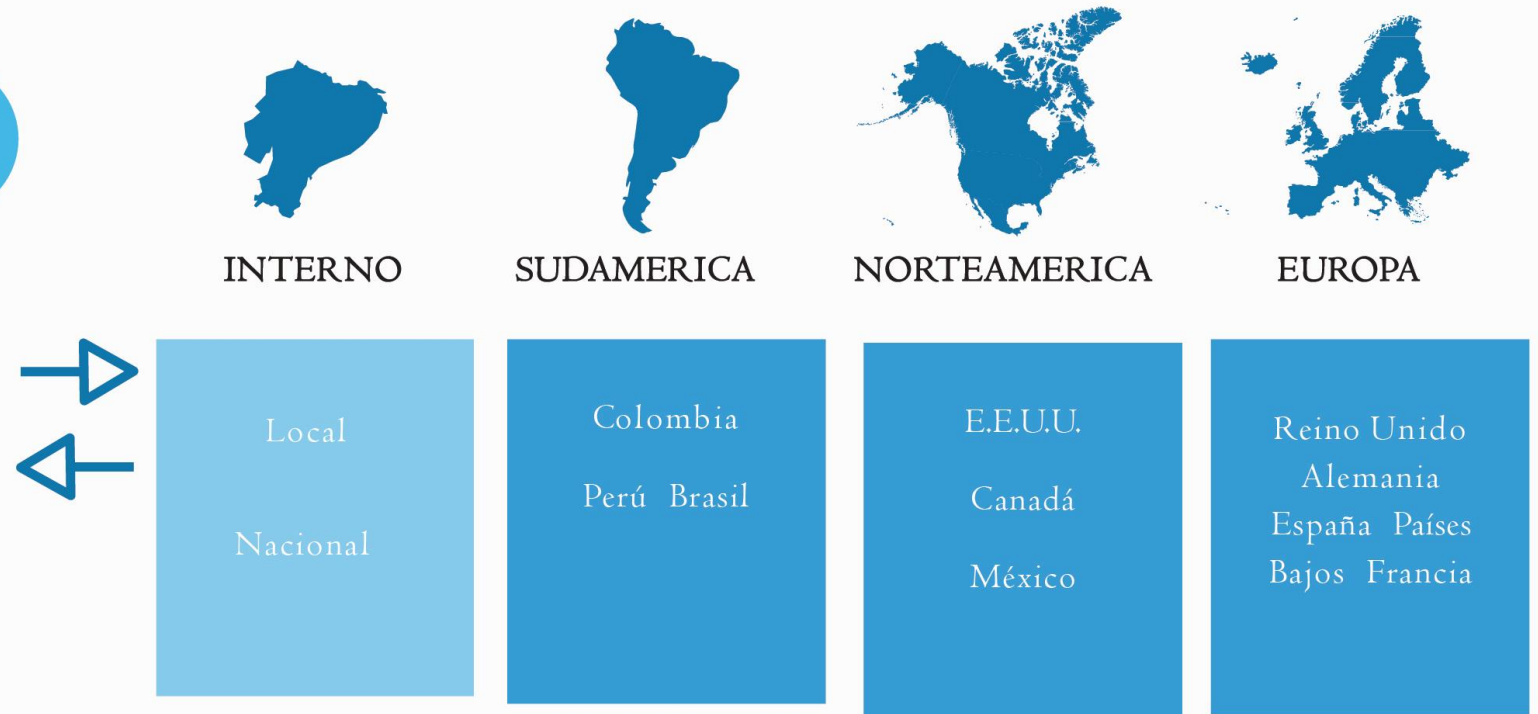 INTERNO
SUDAMERICA
NORTEAMERICA
EUROPA
Local
Nacional
Colombia
Perú Brasil
E.E.U.U.
Canadá
México
Reino Unido
Alemania
España Países
Bajos Francia